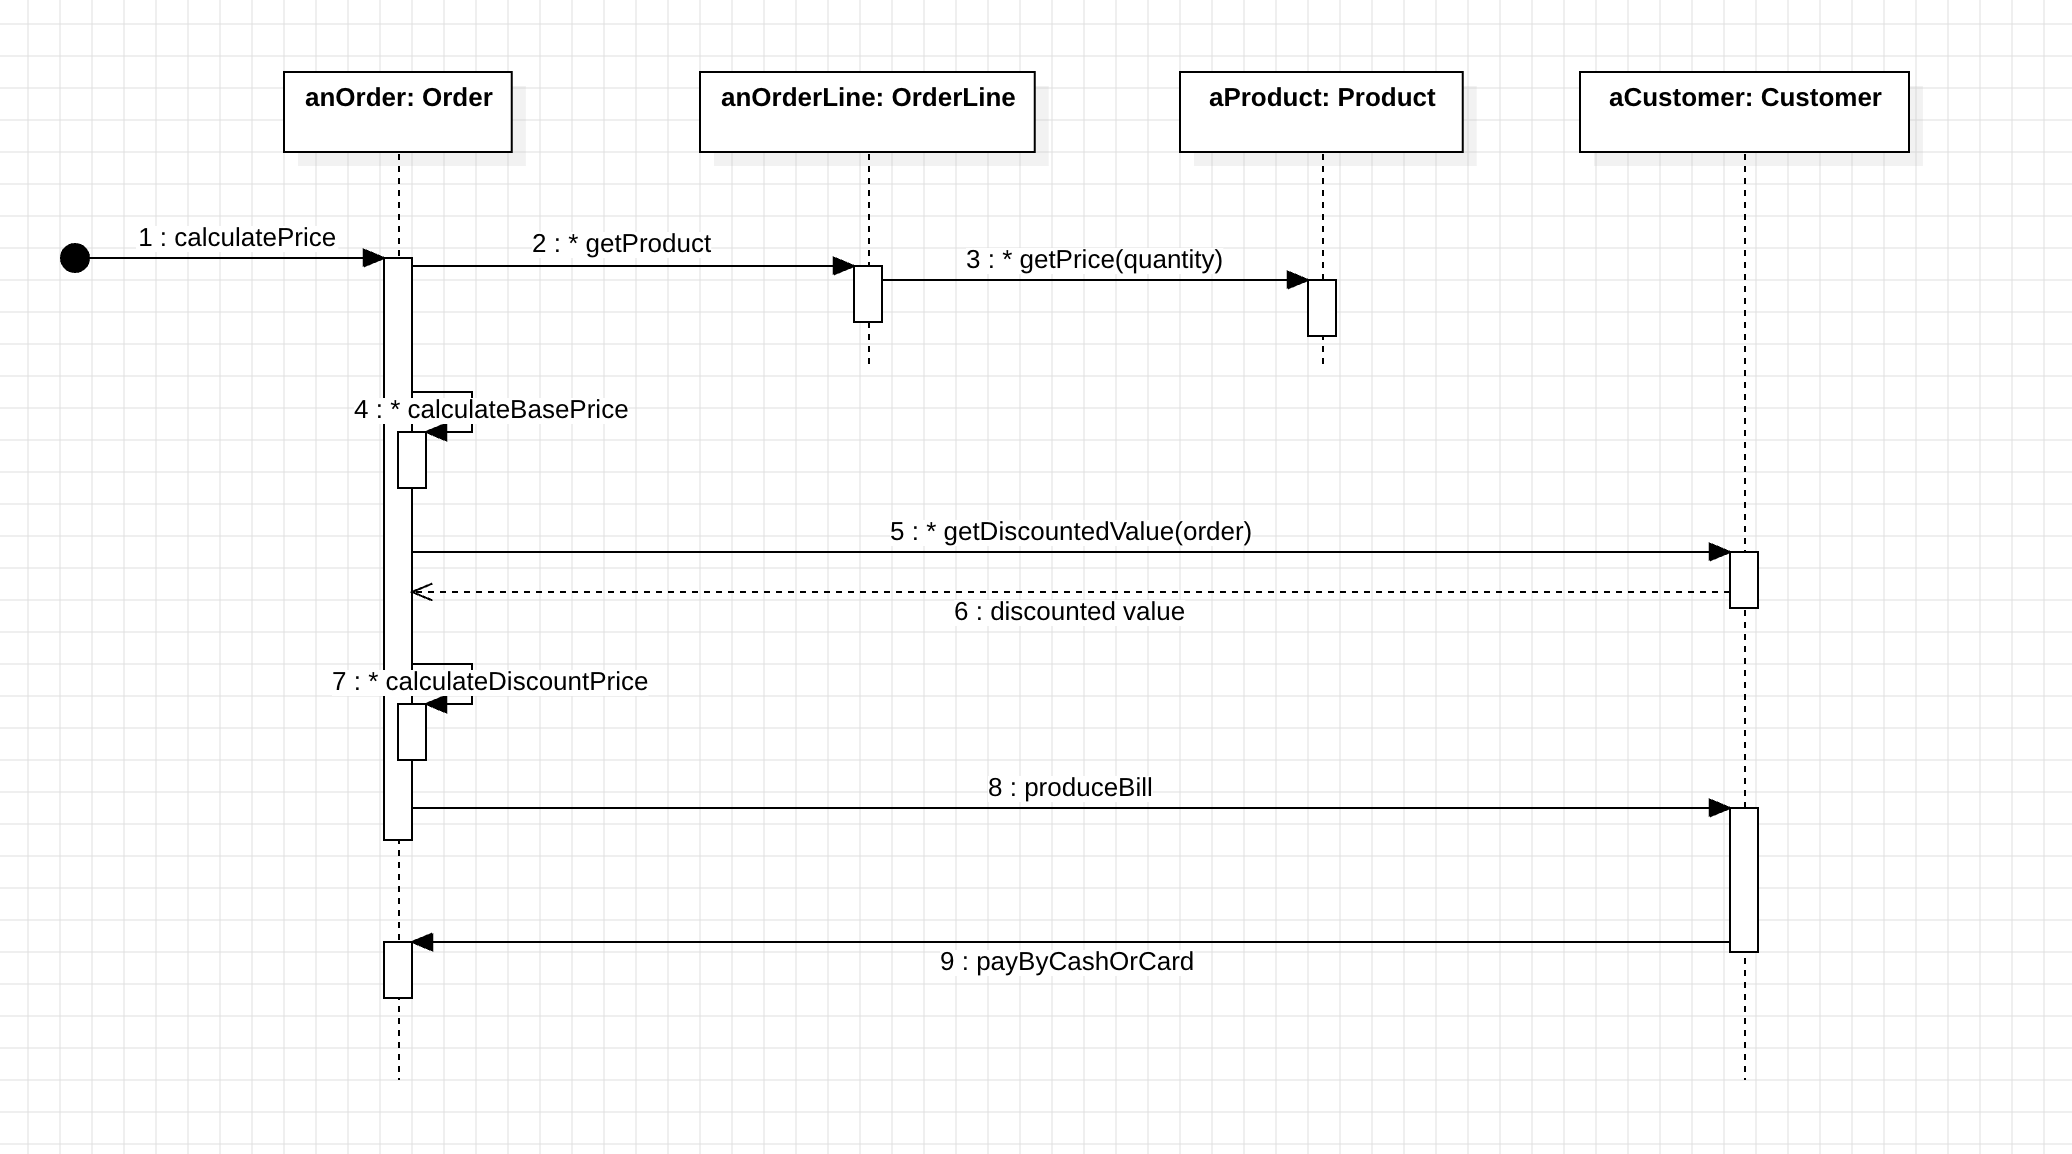 anOrder: Order
anOrderLine: OrderLine
aProduct: Product
aCustomer: Customer
1 : calculatePrice
2 : * getProduct
3 : * getPrice(quantity)
4 : * calculateBasePrice
5 : * getDiscountedValue(order)
6 : discounted value
7 : * calculateDiscountPrice
8 : produceBill
9 : payByCashOrCard